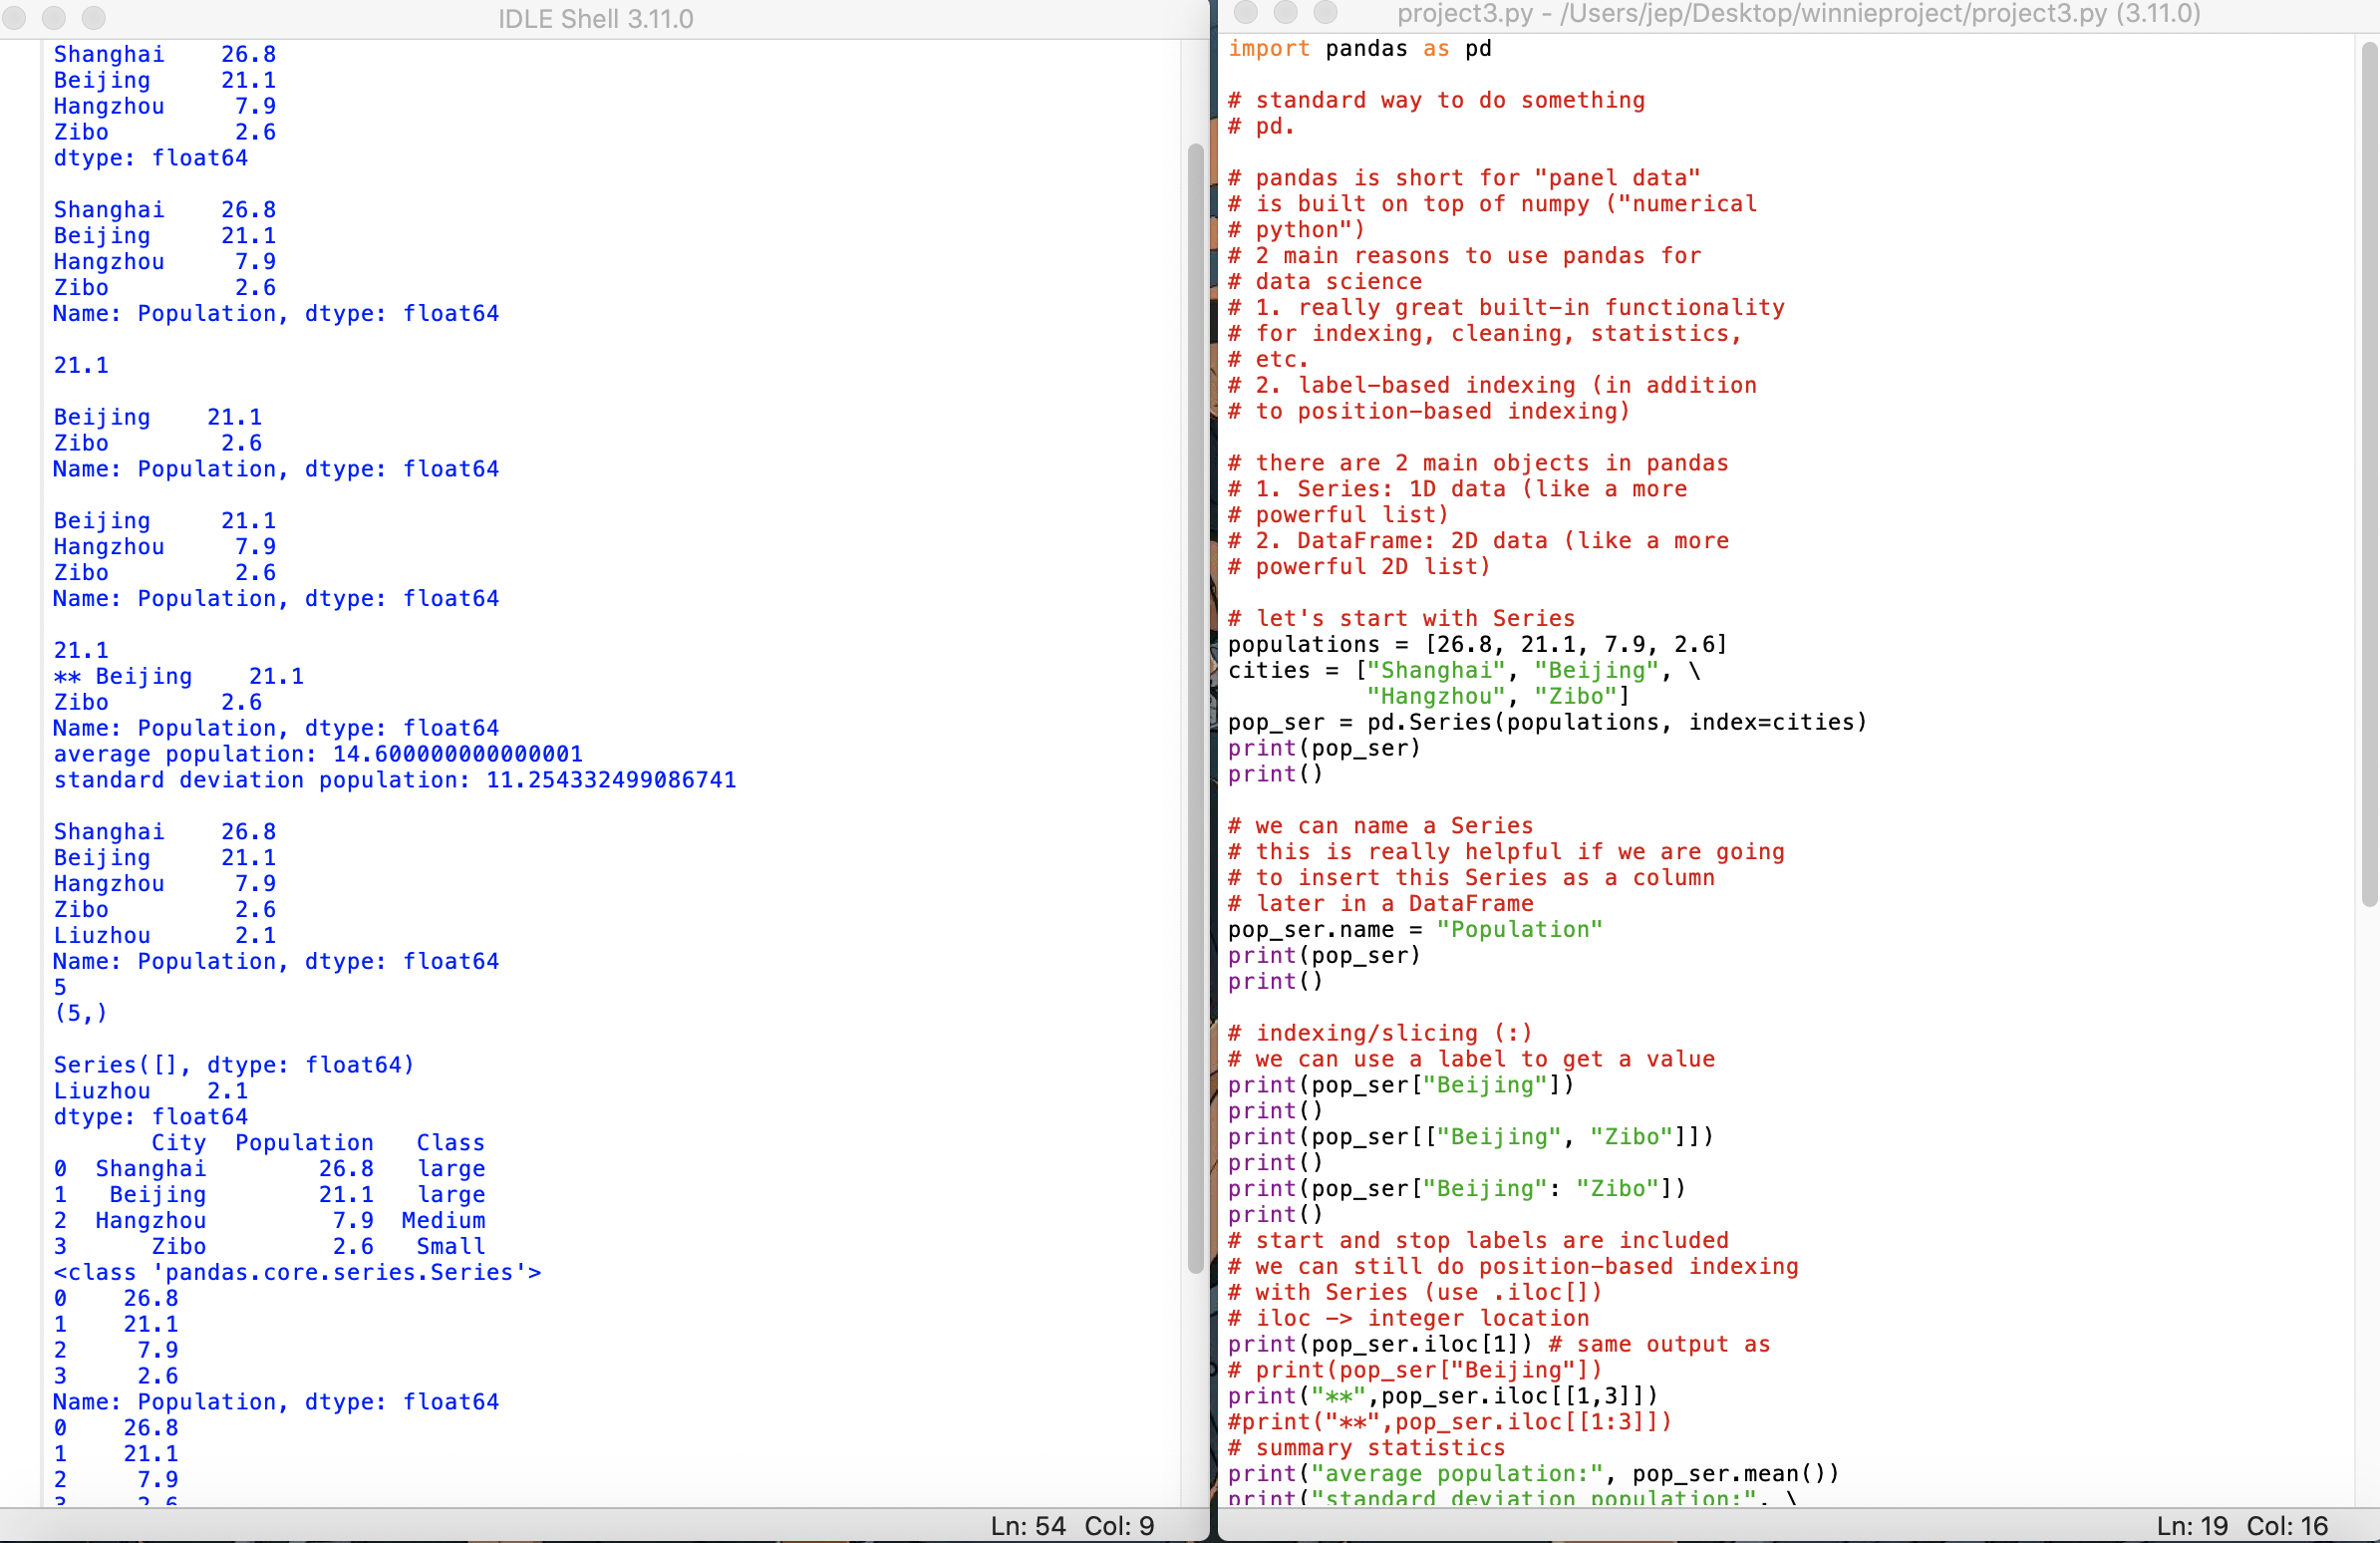 IDLE Shell 3.11.0
Shanghai    26.8
Beijing     21.1
Hangzhou     7.9
Zibo         2.6
dtype: float64

Shanghai    26.8
Beijing     21.1
Hangzhou     7.9
Zibo         2.6
Name: Population, dtype: float64

21.1

Beijing    21.1
Zibo        2.6
Name: Population, dtype: float64

Beijing     21.1
Hangzhou     7.9
Zibo         2.6
Name: Population, dtype: float64

21.1
** Beijing    21.1
Zibo        2.6
Name: Population, dtype: float64
average population: 14.600000000000001
standard deviation population: 11.254332499086741

Shanghai    26.8
Beijing     21.1
Hangzhou     7.9
Zibo         2.6
Liuzhou      2.1
Name: Population, dtype: float64
5
(5,)

Series([], dtype: float64)
Liuzhou    2.1
dtype: float64
       City  Population   Class
0  Shanghai        26.8   large
1   Beijing        21.1   large
2  Hangzhou         7.9  Medium
3      Zibo         2.6   Small
<class 'pandas.core.series.Series'>
0    26.8
1    21.1
2     7.9
3     2.6
Name: Population, dtype: float64
0    26.8
1    21.1
2     7.9
3     2.6
Ln: 54  Col: 9
project3.py - /Users/jep/Desktop/winnieproject/project3.py (3.11.0)
import pandas as pd

# standard way to do something
# pd.

# pandas is short for "panel data"
# is built on top of numpy ("numerical
# python")
# 2 main reasons to use pandas for
# data science
# 1. really great built-in functionality
# for indexing, cleaning, statistics,
# etc.
# 2. label-based indexing (in addition
# to position-based indexing)

# there are 2 main objects in pandas
# 1. Series: 1D data (like a more
# powerful list)
# 2. DataFrame: 2D data (like a more
# powerful 2D list)

# let's start with Series
populations = [26.8, 21.1, 7.9, 2.6]
cities = ["Shanghai", "Beijing", \
          "Hangzhou", "Zibo"]
pop_ser = pd.Series(populations, index=cities)
print(pop_ser)
print()

# we can name a Series
# this is really helpful if we are going
# to insert this Series as a column
# later in a DataFrame
pop_ser.name = "Population"
print(pop_ser)
print()

# indexing/slicing (:)
# we can use a label to get a value
print(pop_ser["Beijing"])
print()
print(pop_ser[["Beijing", "Zibo"]])
print()
print(pop_ser["Beijing": "Zibo"])
print()
# start and stop labels are included
# we can still do position-based indexing
# with Series (use .iloc[])
# iloc -> integer location
print(pop_ser.iloc[1]) # same output as
# print(pop_ser["Beijing"])
print("**",pop_ser.iloc[[1,3]])
#print("**",pop_ser.iloc[[1:3]])
# summary statistics
print("average population:", pop_ser.mean())
print("standard deviation population:", \
Ln: 19  Col: 16